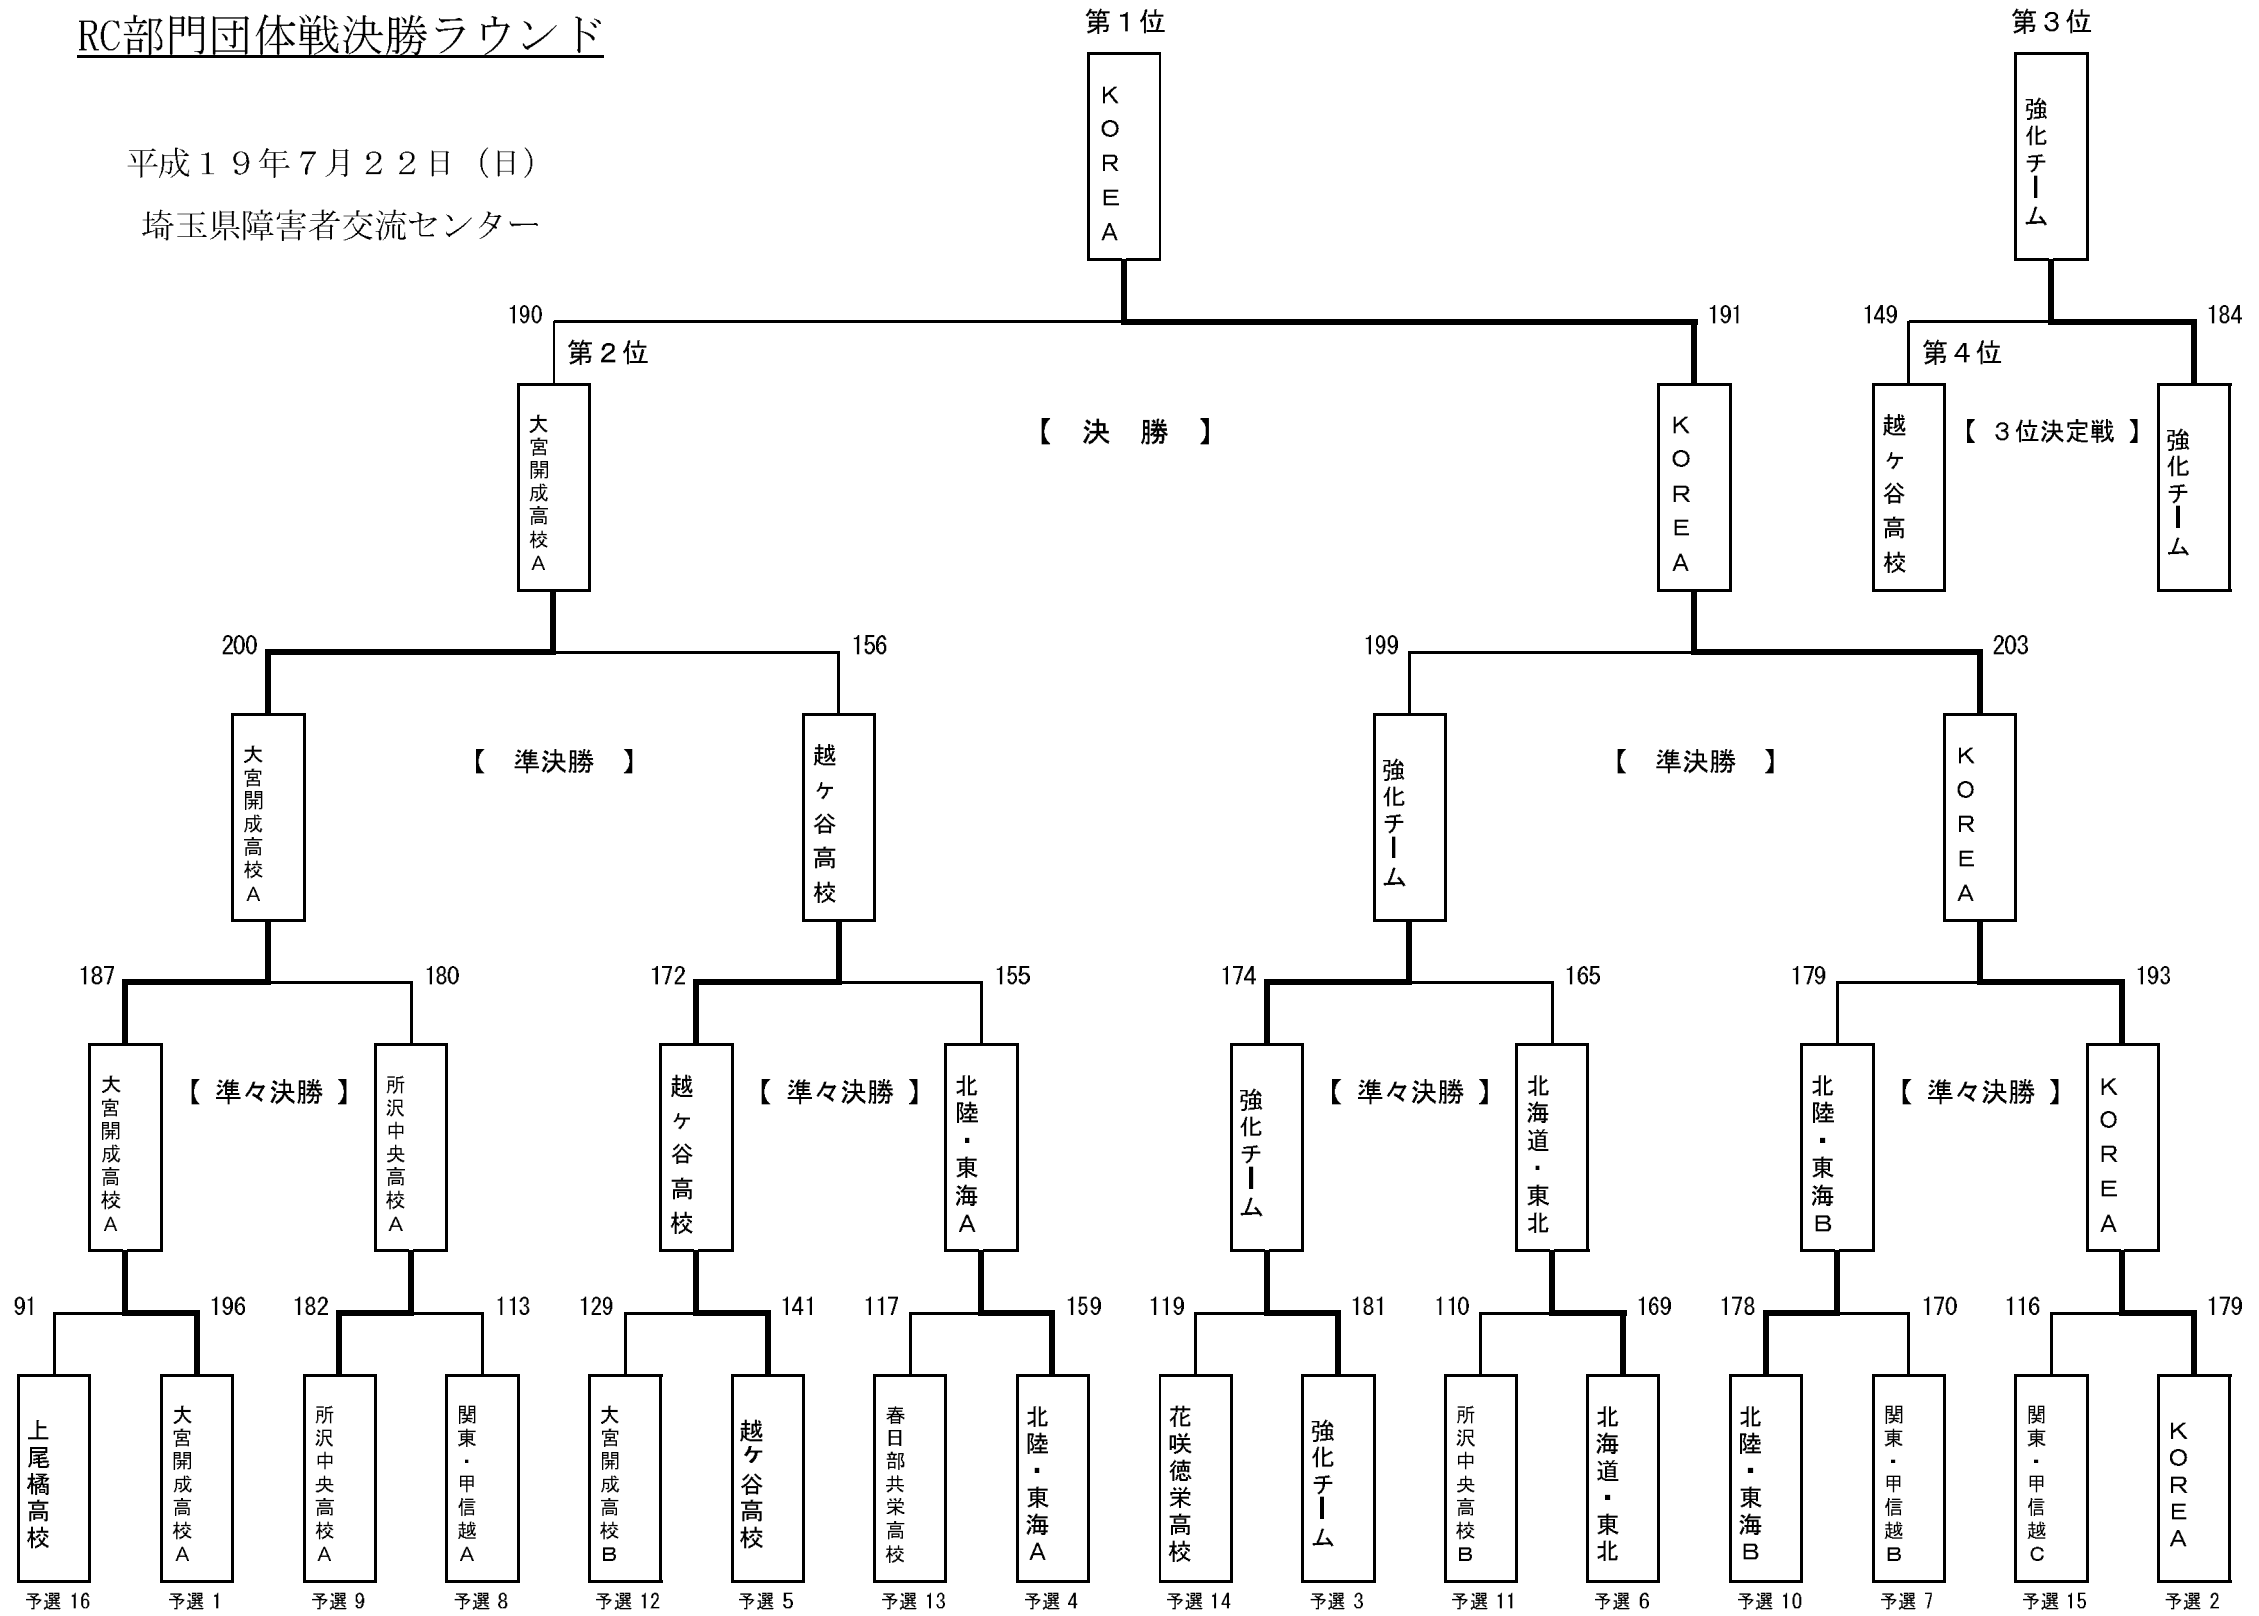 RC部門団体戦決勝ラウンド
平成１９年７月２２日（日）
埼玉県障害者交流センター
第１位
KOREA
第３位
強化チーム
190
191
149
184
第２位
第４位
大宮開成高校A
【　決　勝　】
KOREA
越ヶ谷高校
【 ３位決定戦 】
強化チーム
200
156
199
203
大宮開成高校A
【　準決勝　】
越ヶ谷高校
強化チーム
【　準決勝　】
KOREA
187
180
172
155
174
165
179
193
大宮開成高校A
【 準々決勝 】
所沢中央高校A
越ヶ谷高校
【 準々決勝 】
北陸・東海A
強化チーム
【 準々決勝 】
北海道・東北
北陸・東海B
【 準々決勝 】
KOREA
91
196
182
113
129
141
117
159
119
181
110
169
178
170
116
179
上尾橘高校
大宮開成高校A
所沢中央高校A
関東・甲信越A
大宮開成高校B
越ケ谷高校
春日部共栄高校
北陸・東海A
花咲徳栄高校
強化チーム
所沢中央高校B
北海道・東北
北陸・東海B
関東・甲信越B
関東・甲信越C
KOREA
予選 16
予選 1
予選 9
予選 8
予選 12
予選 5
予選 13
予選 4
予選 14
予選 3
予選 11
予選 6
予選 10
予選 7
予選 15
予選 2